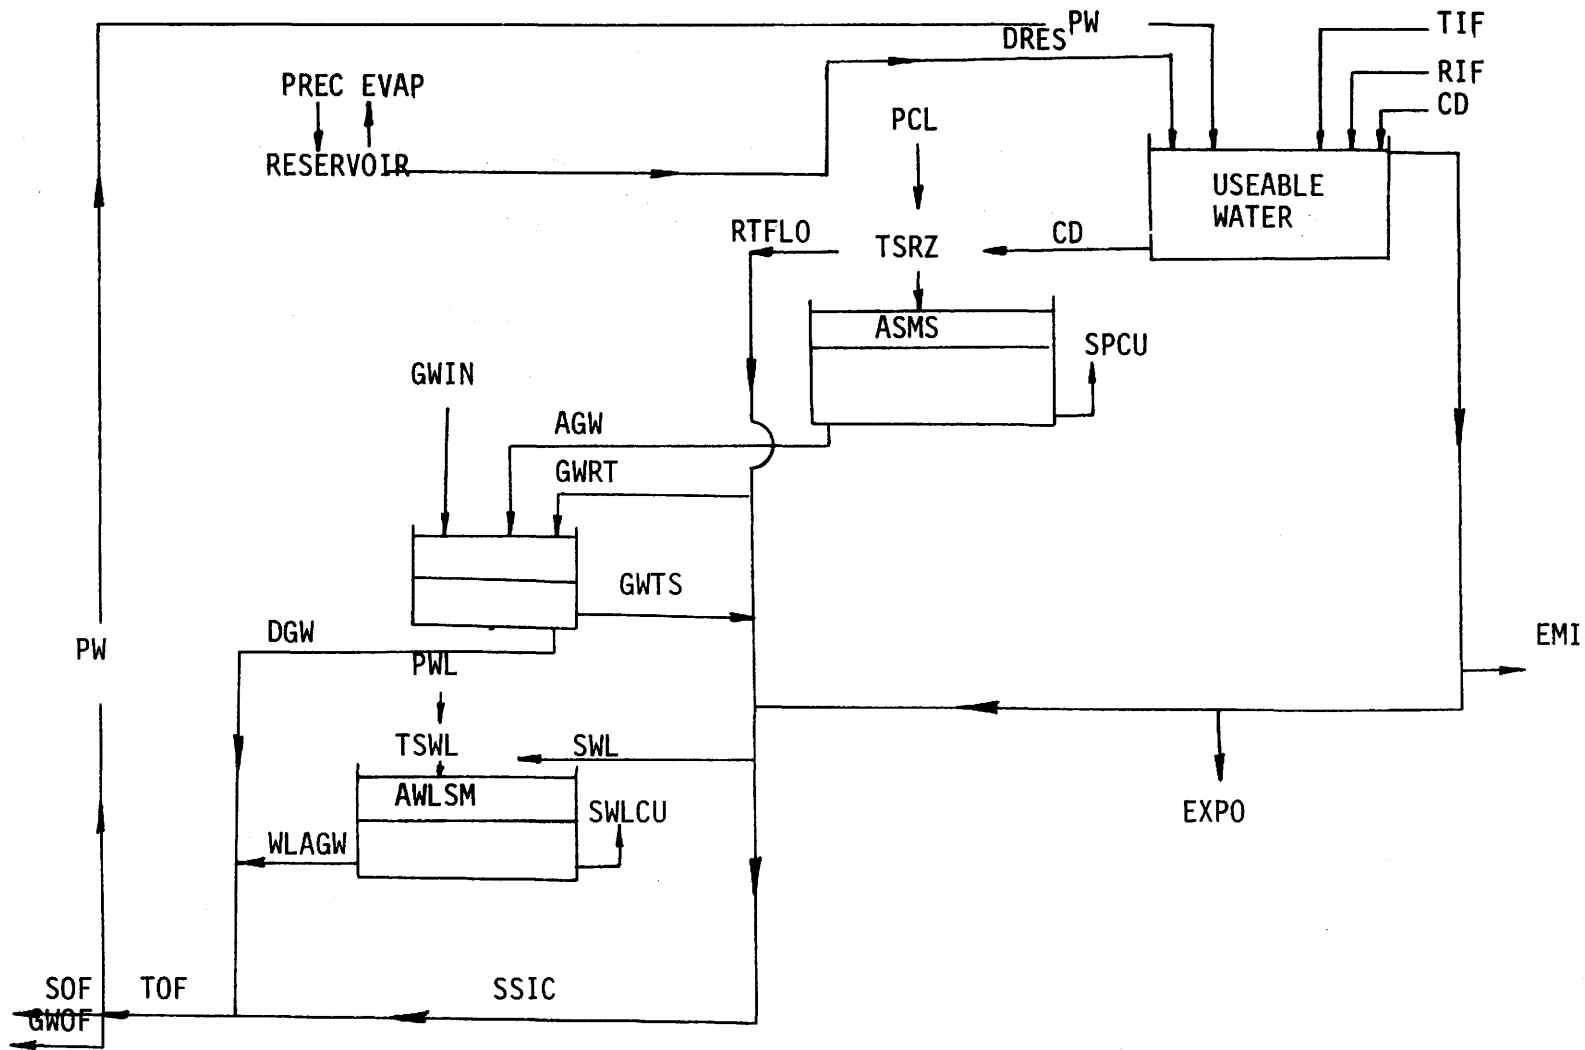 PW
TIF
DRES
RIF
PREC EVAP
CD
PCL
RESERVOIR
USEABLE
WATER
RTFLO
TSRZ
CD
ASMS
SPCU
GWIN
AGW
GWRT
GWTS
DGW
EMI
PW
PWL
TSWL
SWL
AWLSM
SWLCU
EXPO
WLAGW
SOF
TOF
SSIC
GWOF